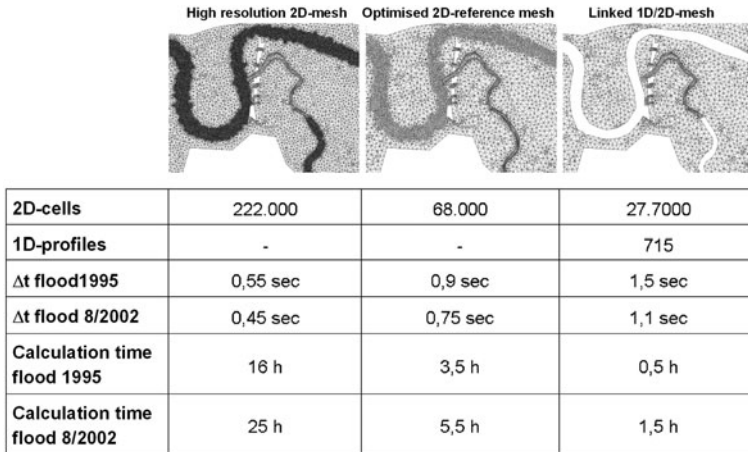 High resolution 2D-mesh Optimised 2D-reference mesh Linked 1D/2D-mesh
2D-cells 222.000 68.000 27.7000
1D-profiles - - 715
Δt flood1995 0,55 sec 0,9 sec 1,5 sec
Δt flood 8/2002 0,45 sec 0,75 sec 1,1 sec
Calculation time
flood 1995 16 h 3,5 h 0,5 h
Calculation time
flood 8/2002 25 h 5,5 h 1,5 h